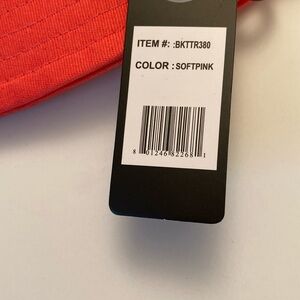 ITEM #: :BKTTR380
COLOR : SOFTPINK
8 01246 82268 1